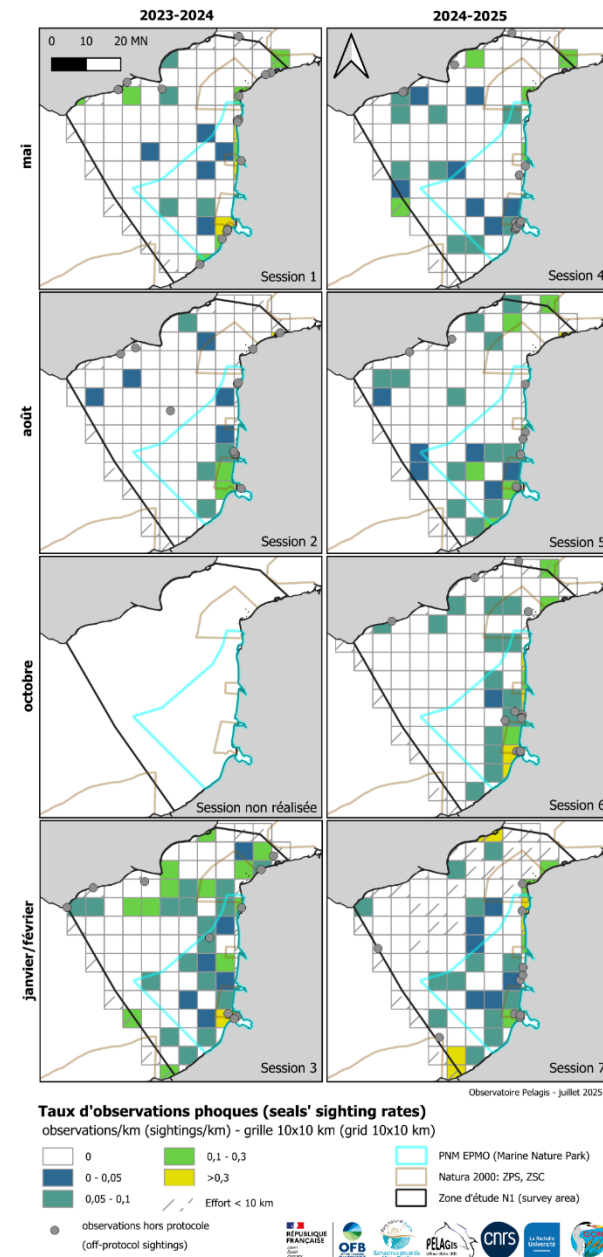 2023-2024
2024-2025
0 10 20 MN
mai
Session 1
Session 4
août
Session 2
Session 5
octobre
Session non réalisée
Session 6
janvier/février
Session 3
Session 7
Observatoire Pelagis - juillet 2025
Taux d'observations phoques (seals' sighting rates)
observations/km (sightings/km) - grille 10x10 km (grid 10x10 km)
0
0,1 - 0,3
PNM EPMO (Marine Nature Park)
0 - 0,05
>0,3
Natura 2000: ZPS, ZSC
0,05 - 0,1
Effort < 10 km
Zone d'étude N1 (survey area)
observations hors protocole
(off-protocol sightings)
RÉPUBLIQUE
FRANÇAISE
OFB
PELAGIS
cnrs
La Rochelle
Université